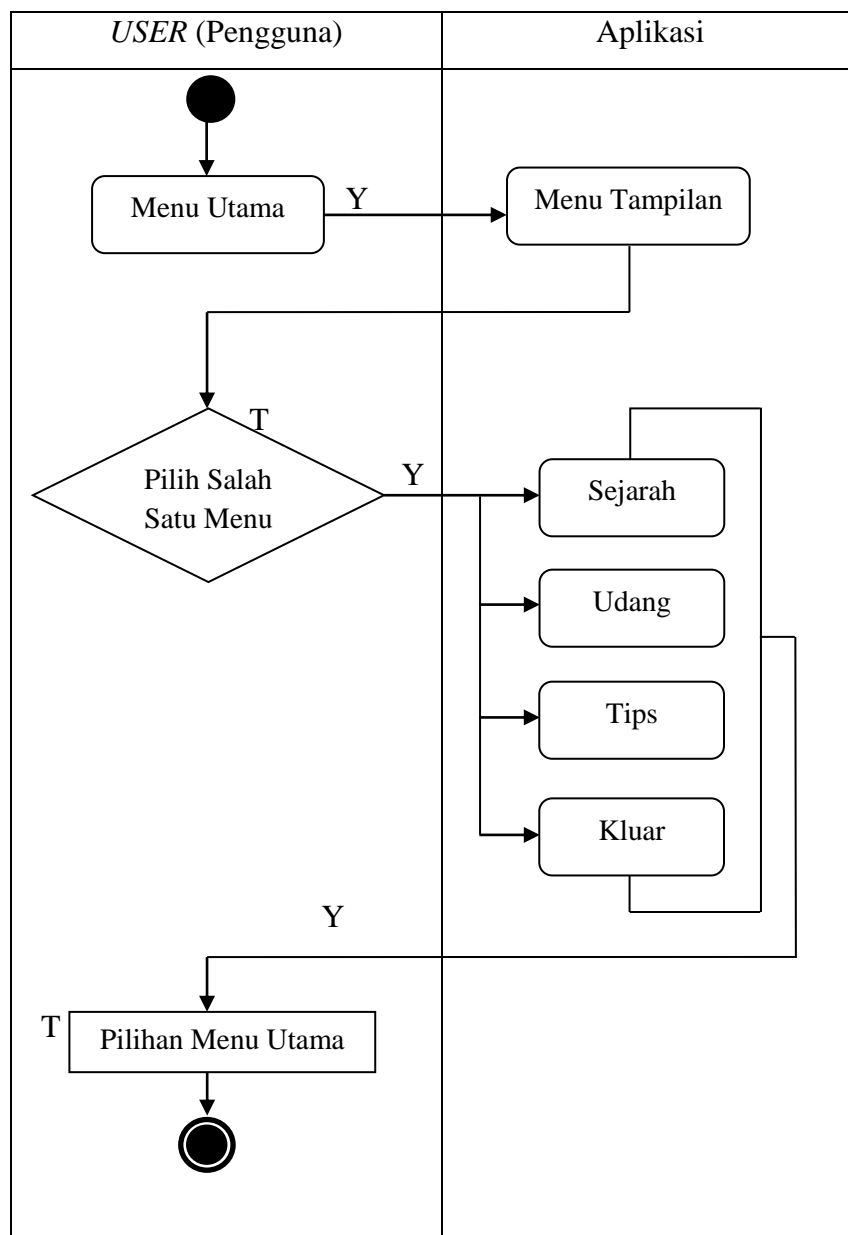 USER (Pengguna)
Aplikasi
Menu Utama
Y
Menu Tampilan
T
Pilih Salah
Satu Menu
Y
Sejarah
Udang
Tips
Kluar
Y
T
Pilihan Menu Utama